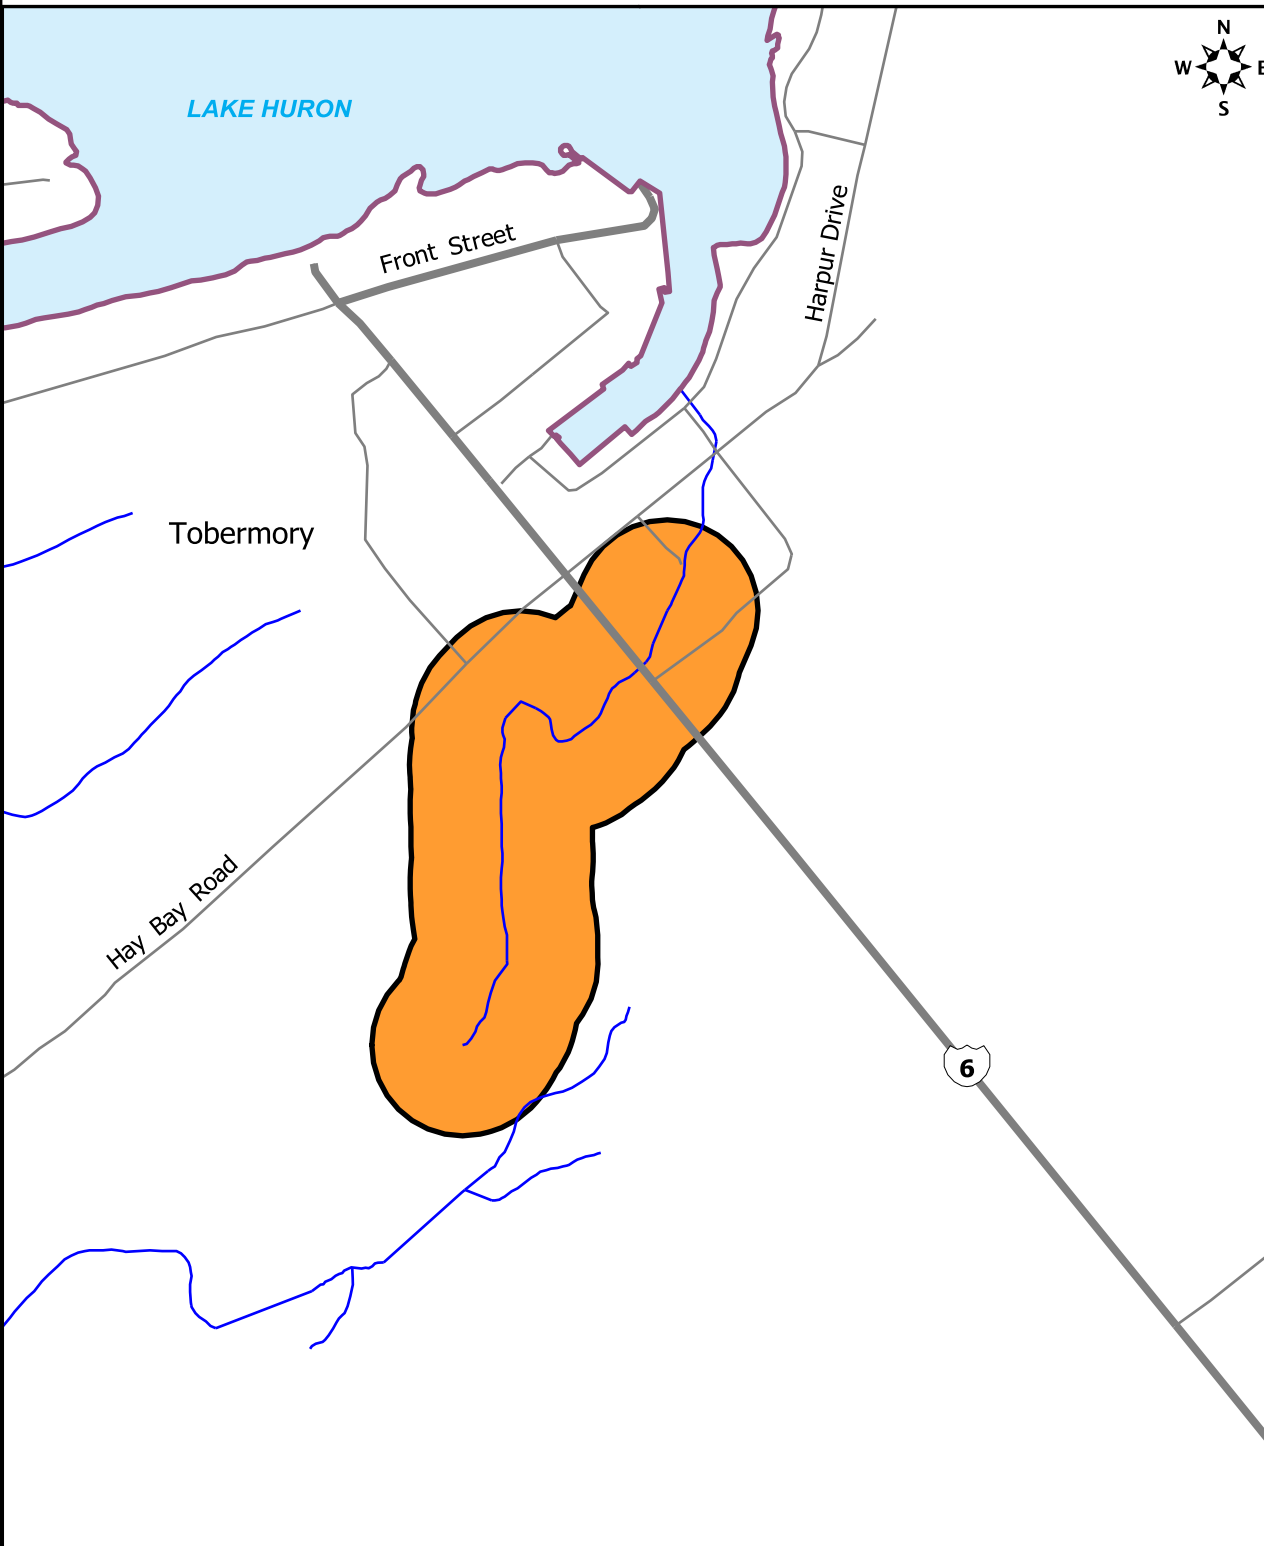 N
W E
S
LAKE HURON
Front Street
Harpur Drive
Tobermory
Hay Bay Road
6